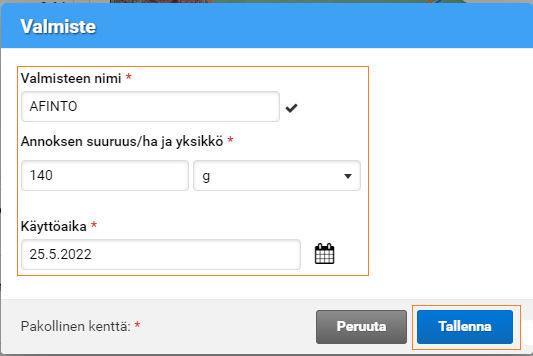 Valmiste
Valmisteen nimi *
AFINTO
Annoksen suuruus/ha ja yksikkö *
140 g
Käyttöaika *
25.5.2022
Pakollinen kenttä: * Peruuta Tallenna